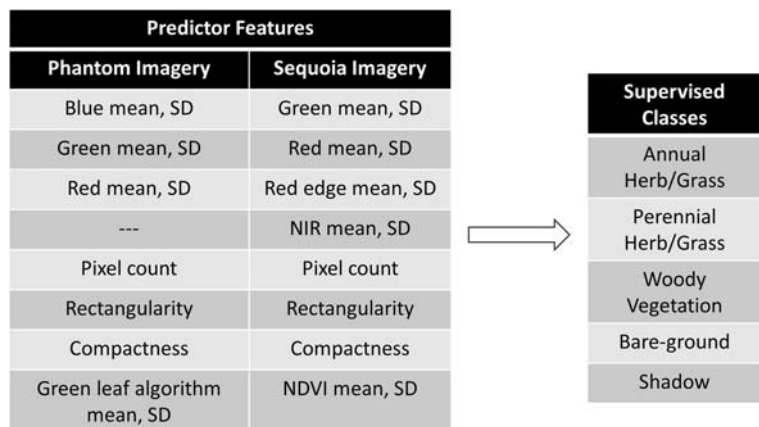 Predictor Features
Phantom Imagery Sequoia Imagery
Blue mean, SD Green mean, SD
Green mean, SD Red mean, SD
Red mean, SD Red edge mean, SD
--- NIR mean, SD
Pixel count Pixel count
Rectangularity Rectangularity
Compactness Compactness
Green leaf algorithm NDVI mean, SD
mean, SD
Supervised
Classes
Annual
Herb/Grass
Perennial
Herb/Grass
Woody
Vegetation
Bare-ground
Shadow